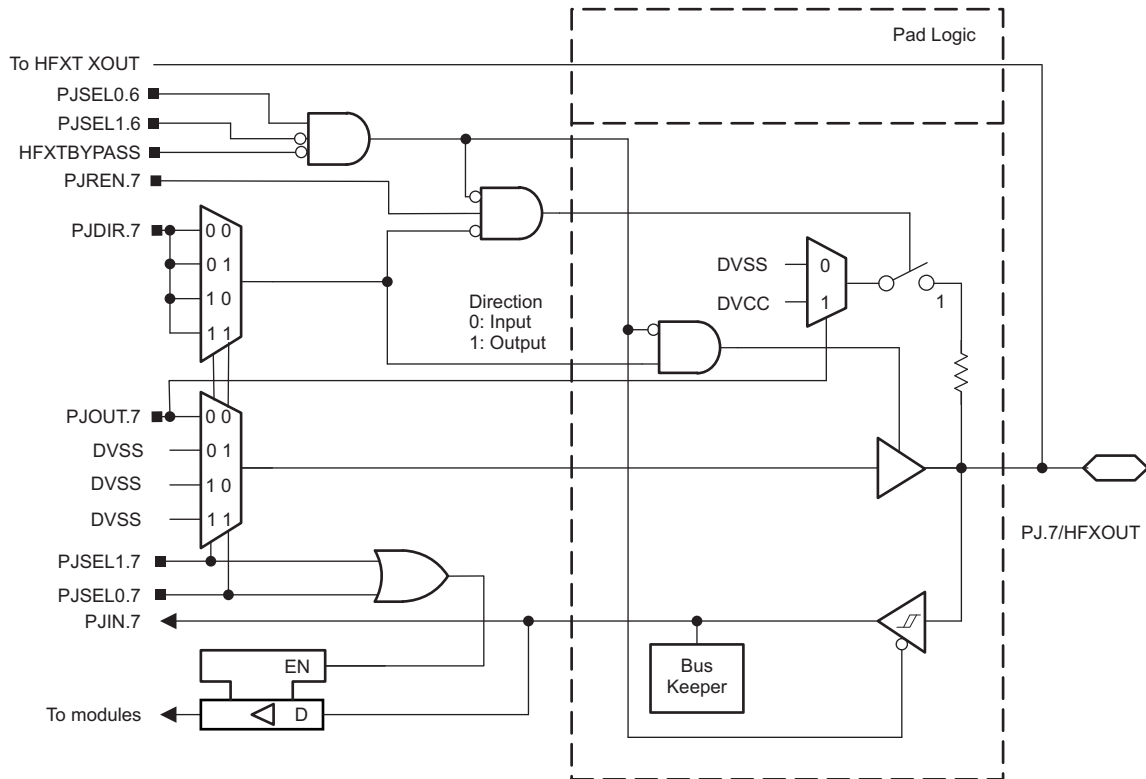 Pad Logic
To HFXT XOUT
PJSEL0.6
PJSEL1.6
HFXTBYPASS
PJREN.7
PJDIR.7
0 0
0 1
1 0
1 1
Direction
0: Input
1: Output
DVSS
0
DVCC
1
1
PJOUT.7
0 0
DVSS
0 1
DVSS
1 0
DVSS
1 1
PJ.7/HFXOUT
PJSEL1.7
PJSEL0.7
PJIN.7
EN
Bus
Keeper
To modules
D